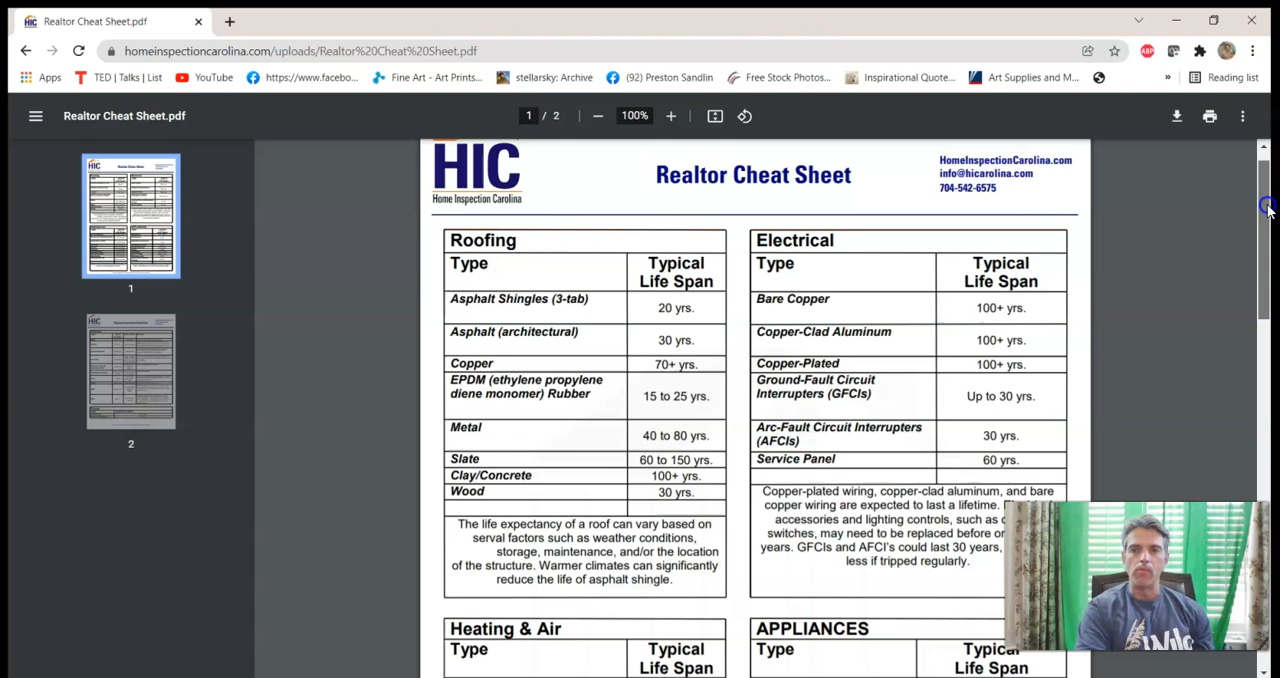 Realtor Cheat Sheet.pdf
homeinspectioncarolina.com/uploads/Realtor%20Cheat%20Sheet.pdf
ABP
Apps
TED | Talks | List
YouTube
https://www.facebo...
Fine Art - Art Prints...
stellarsky: Archive
(92) Preston Sandlin
Free Stock Photos...
Inspirational Quote...
Art Supplies and M...
»
Reading list
Realtor Cheat Sheet.pdf
1 / 2
100%
HIC
Home Inspection Carolina
Realtor Cheat Sheet
HomeInspectionCarolina.com
info@hicarolina.com
704-542-6575
Roofing
Type Typical Life Span
Asphalt Shingles (3-tab) 20 yrs.
Asphalt (architectural) 30 yrs.
Copper 70+ yrs.
EPDM (ethylene propylene
diene monomer) Rubber 15 to 25 yrs.
Metal 40 to 80 yrs.
Slate 60 to 150 yrs.
Clay/Concrete 100+ yrs.
Wood 30 yrs.
The life expectancy of a roof can vary based on
serval factors such as weather conditions,
storage, maintenance, and/or the location
of the structure. Warmer climates can significantly
reduce the life of asphalt shingle.
Electrical
Type Typical Life Span
Bare Copper 100+ yrs.
Copper-Clad Aluminum 100+ yrs.
Copper-Plated 100+ yrs.
Ground-Fault Circuit
Interrupters (GFCIs) Up to 30 yrs.
Arc-Fault Circuit Interrupters
(AFCIs) 30 yrs.
Service Panel 60 yrs.
Copper-plated wiring, copper-clad aluminum, and bare
copper wiring are expected to last a lifetime.
accessories and lighting controls, such as
switches, may need to be replaced before
years. GFCIs and AFCI's could last 30 years,
less if tripped regularly.
Heating & Air
Type Typical Life Span
APPLIANCES
Type Typical Life Span
1
2